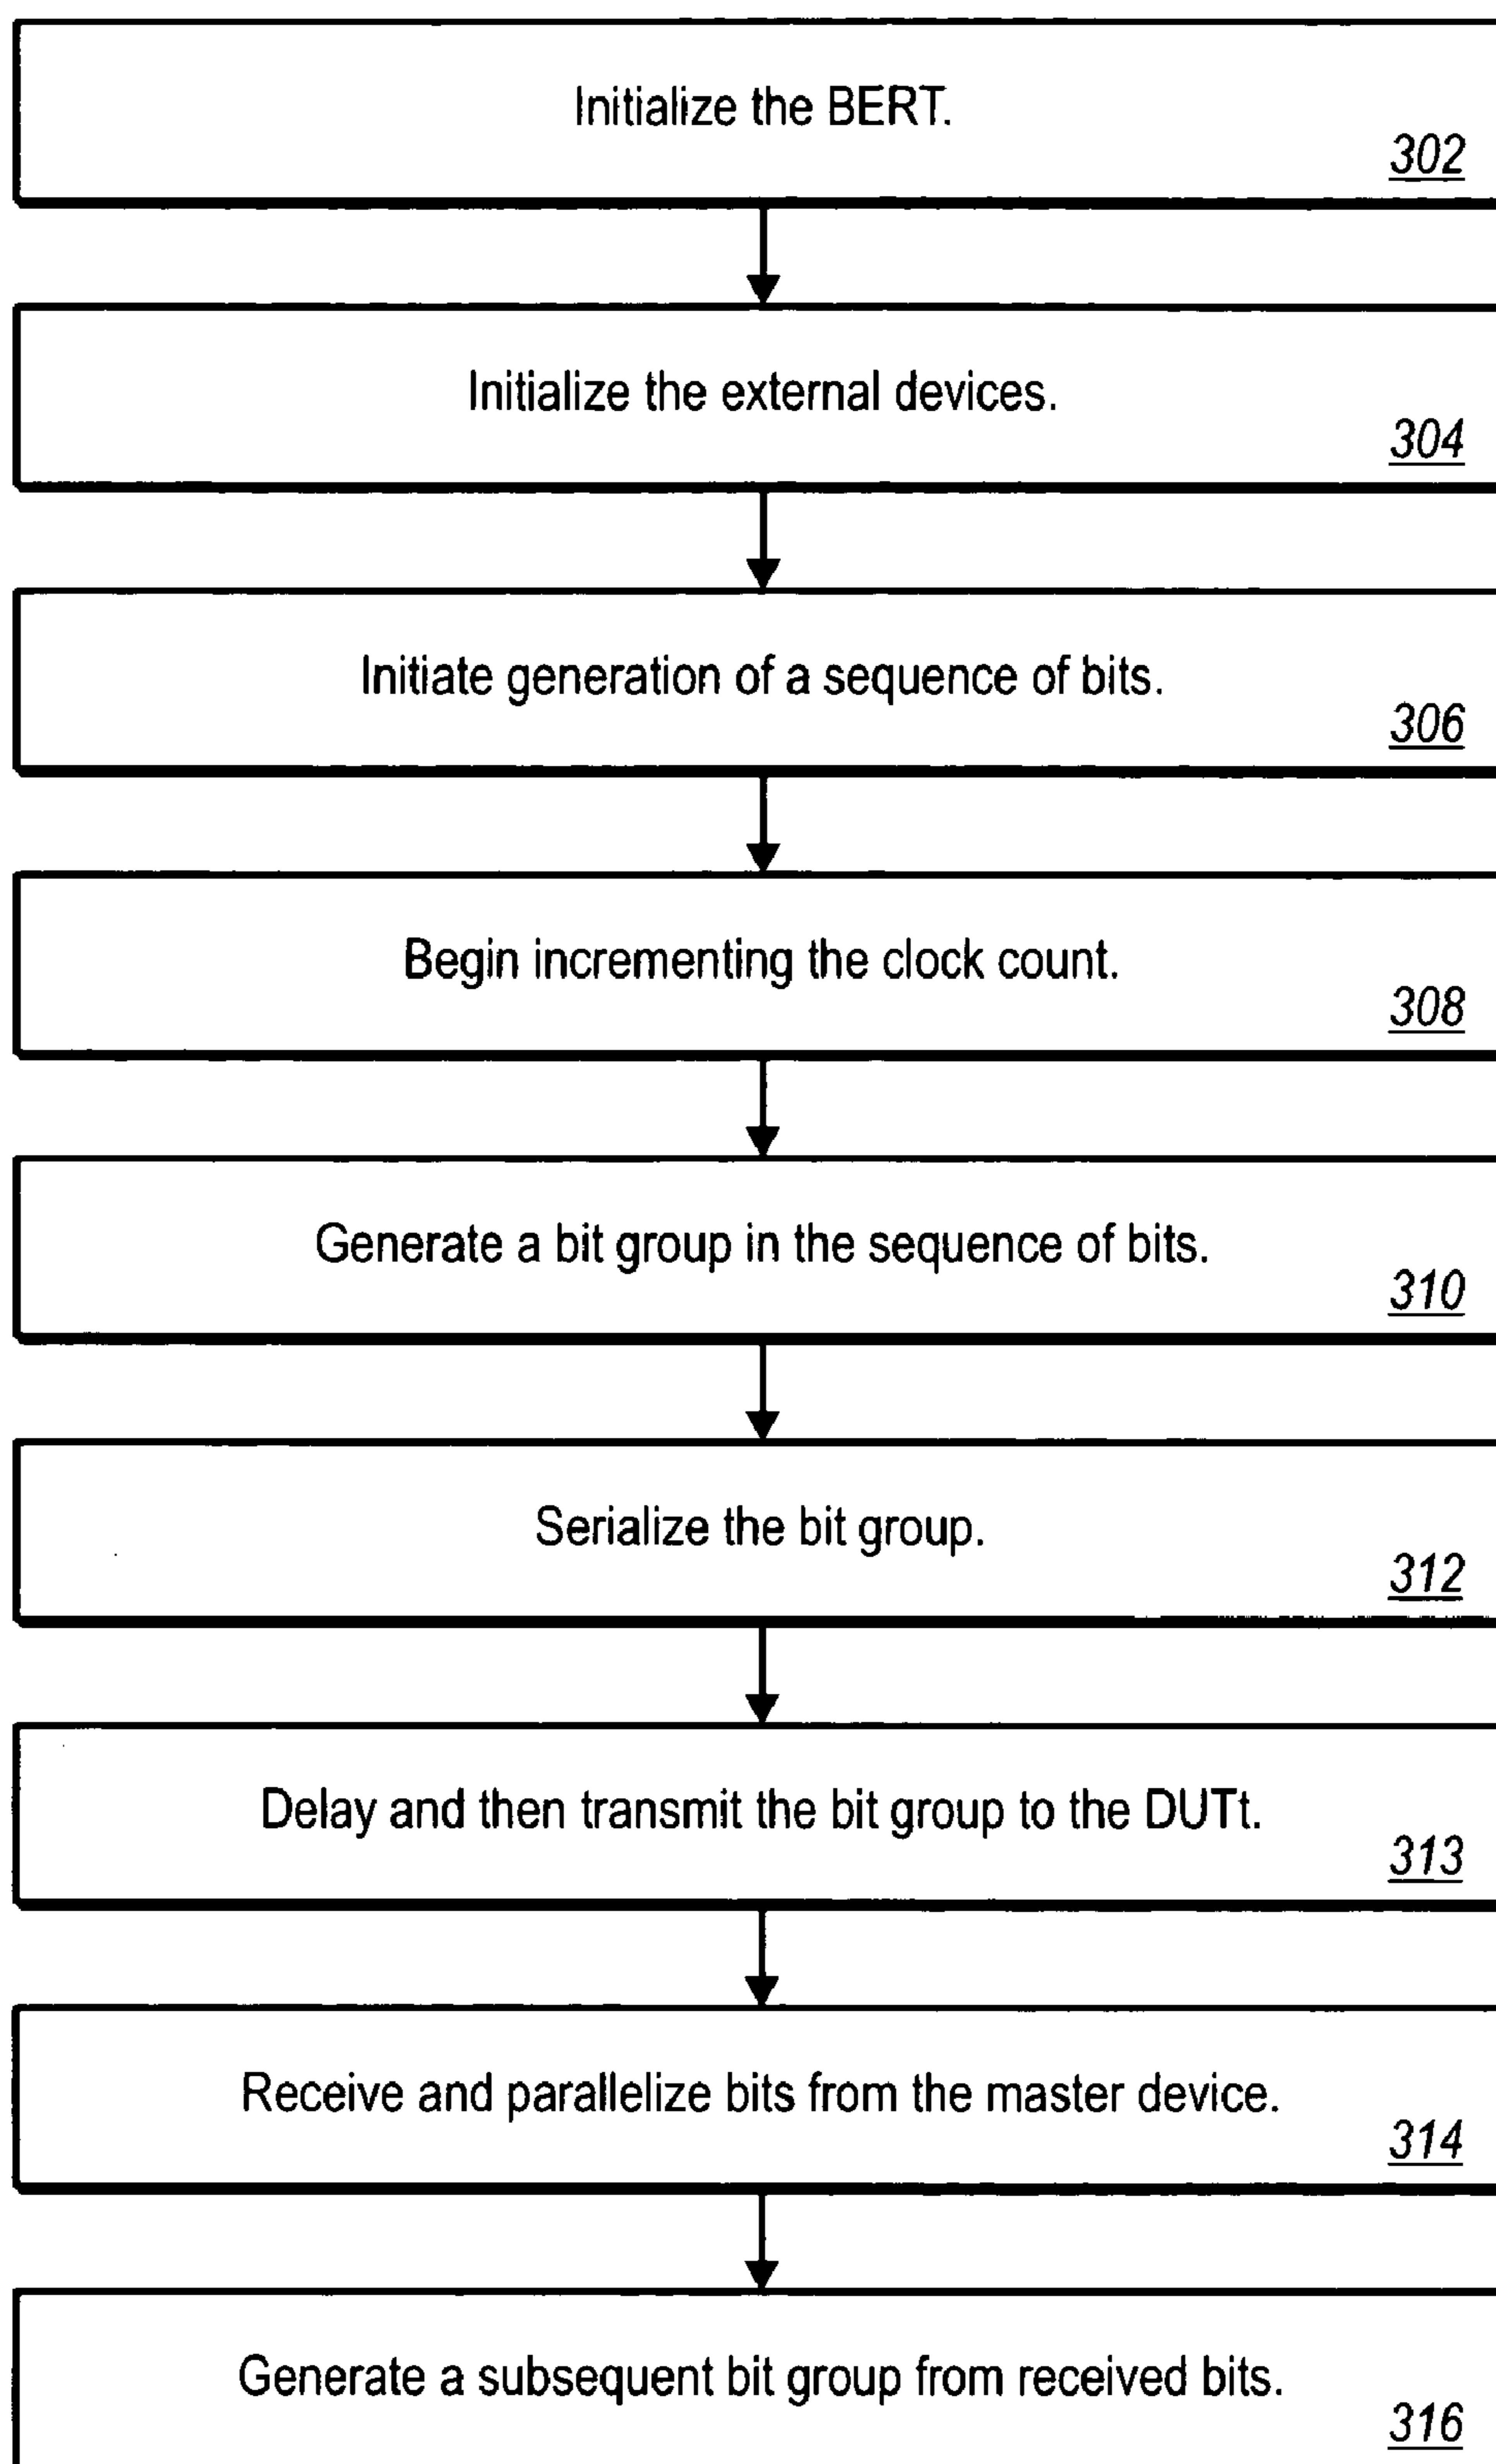 Initialize the BERT.
302
Initialize the external devices.
304
Initiate generation of a sequence of bits.
306
Begin incrementing the clock count.
308
Generate a bit group in the sequence of bits.
310
Serialize the bit group.
312
Delay and then transmit the bit group to the DUTt.
313
Receive and parallelize bits from the master device.
314
Generate a subsequent bit group from received bits.
316